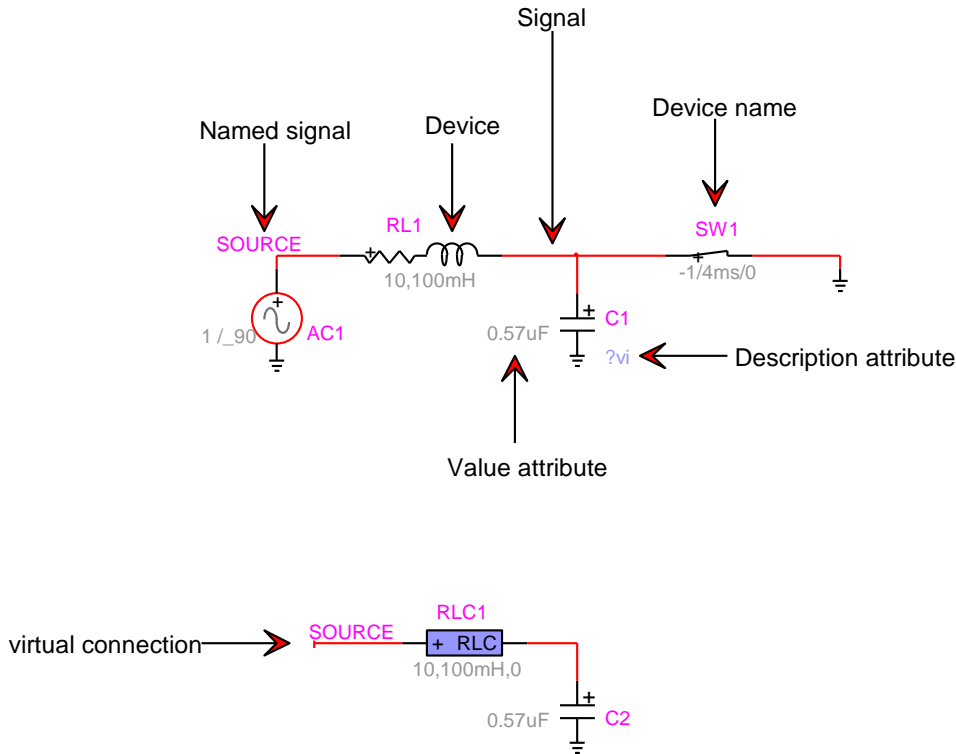 Signal
Device name
Named signal
Device
RL1
SW1
SOURCE
+
+
10,100mH
-1/4ms/0
+
1 /_90
AC1
+
C1
0.57uF
?vi
Description attribute
Value attribute
RLC1
virtual connection
SOURCE
+ RLC
10,100mH,0
+
0.57uF
C2